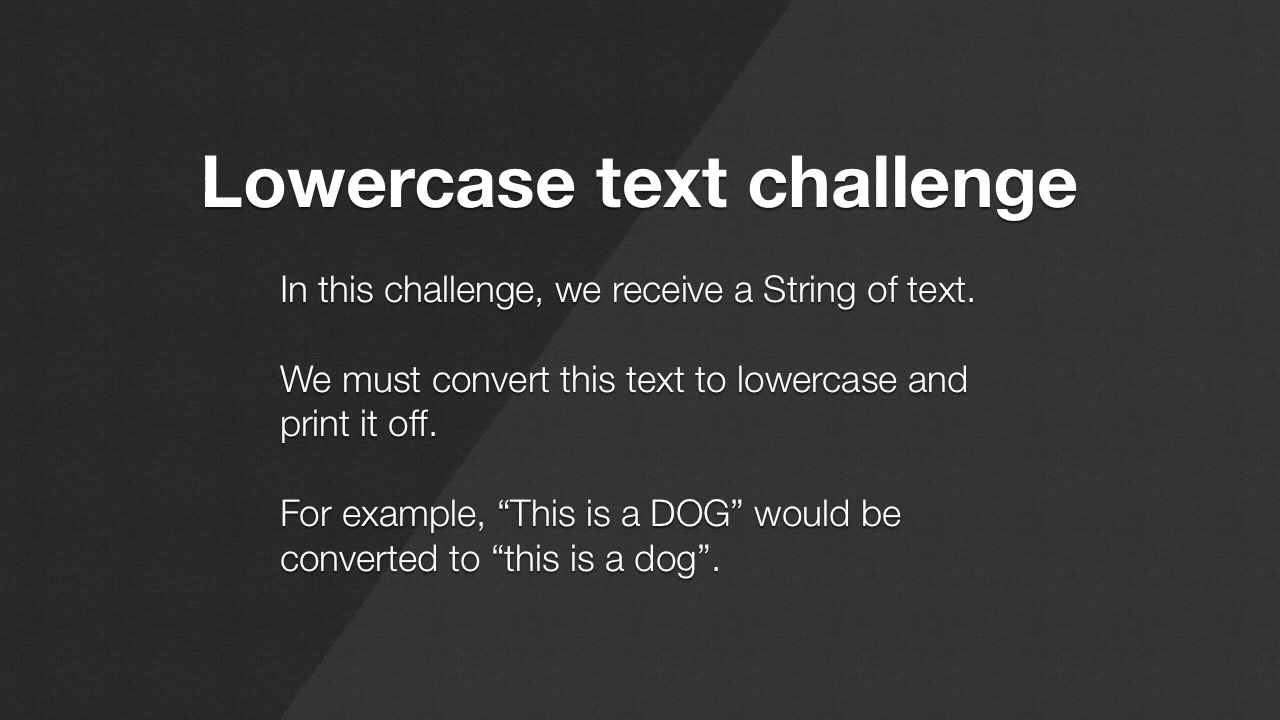 Lowercase text challenge
In this challenge, we receive a String of text.
We must convert this text to lowercase and
print it off.
For example, “This is a DOG” would be
converted to “this is a dog”.